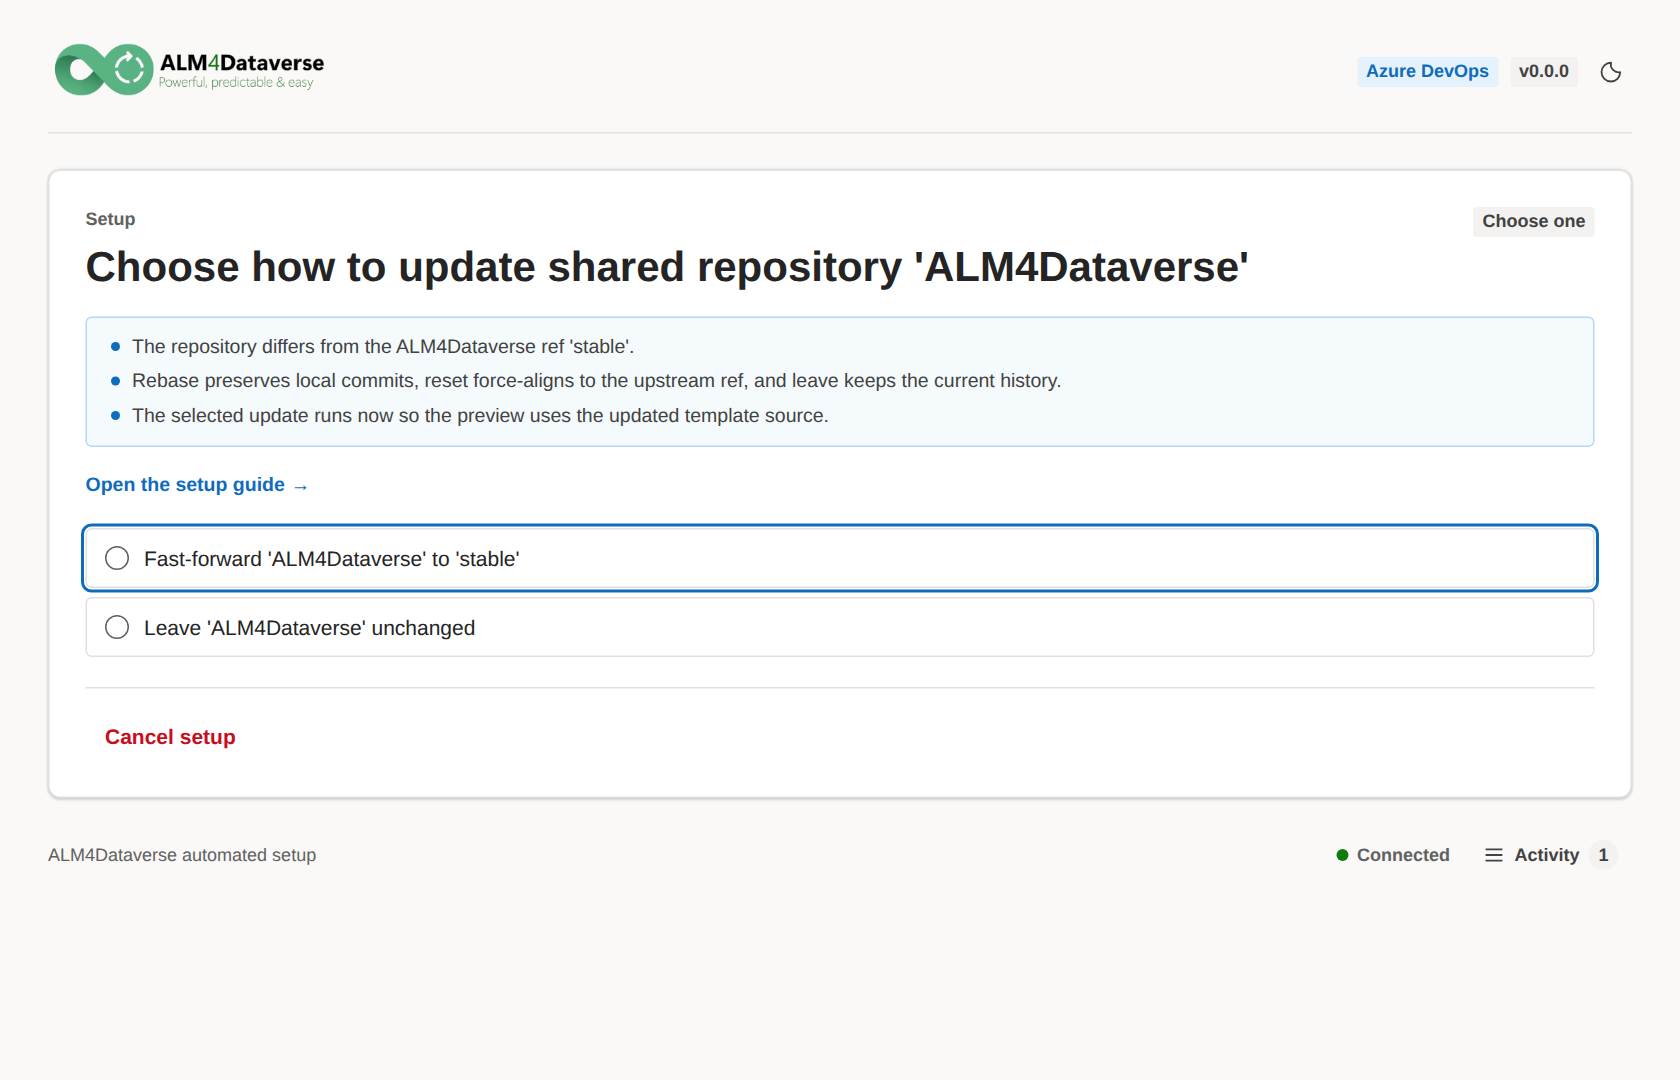 ALM4Dataverse
Powerful, predictable & easy
Azure DevOps
v0.0.0
Setup
Choose one
Choose how to update shared repository 'ALM4Dataverse'
The repository differs from the ALM4Dataverse ref 'stable'.
Rebase preserves local commits, reset force-aligns to the upstream ref, and leave keeps the current history.
The selected update runs now so the preview uses the updated template source.
Open the setup guide →
Fast-forward 'ALM4Dataverse' to 'stable'
Leave 'ALM4Dataverse' unchanged
Cancel setup
ALM4Dataverse automated setup
Connected
Activity 1